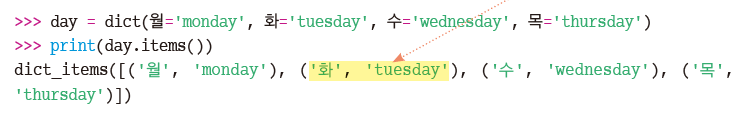 >>> day = dict(월='monday', 화='tuesday', 수='wednesday', 목='thursday')
>>> print(day.items())
dict_items([('월', 'monday'), ('화', 'tuesday'), ('수', 'wednesday'), ('목',
'thursday')])